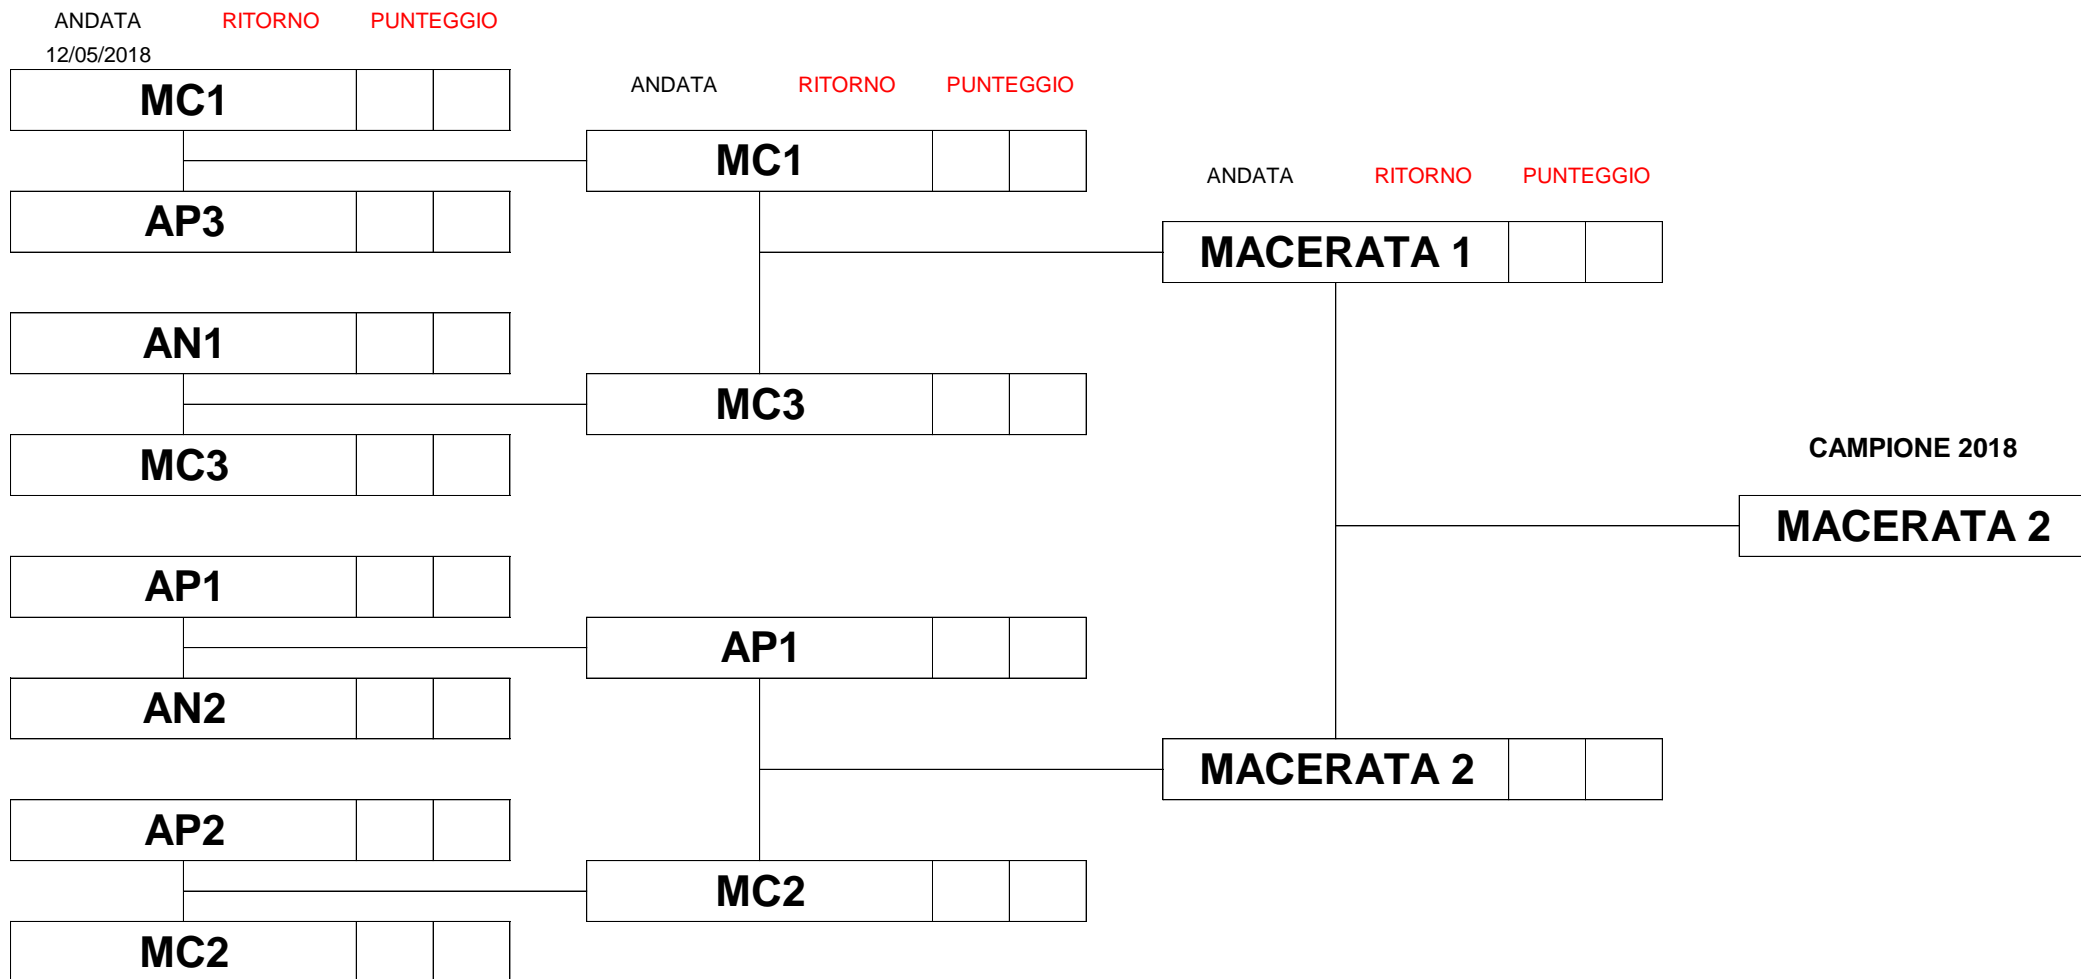 ANDATA RITORNO PUNTEGGIO
12/05/2018
MC1
AP3
AN1
MC3
AP1
AN2
AP2
MC2
ANDATA RITORNO PUNTEGGIO
MC1
MC3
AP1
MC2
ANDATA RITORNO PUNTEGGIO
MACERATA 1
MACERATA 2
CAMPIONE 2018
MACERATA 2